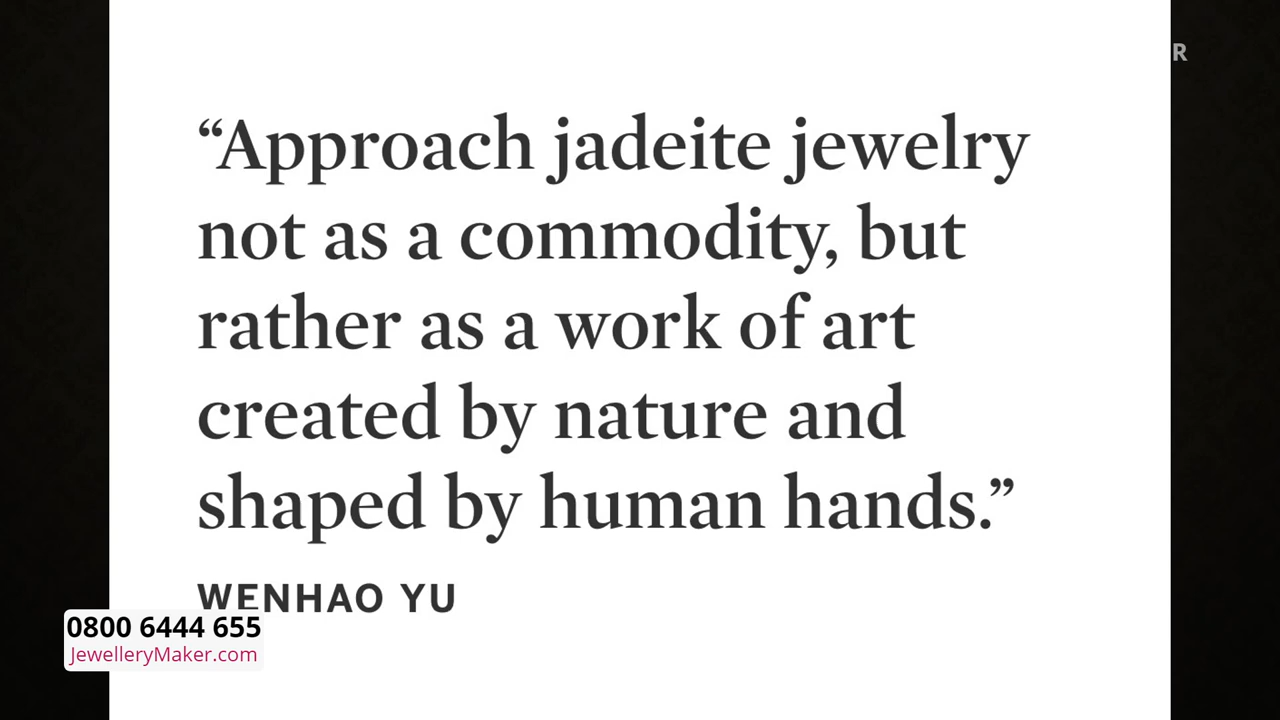 R
“Approach jadeite jewelry
not as a commodity, but
rather as a work of art
created by nature and
shaped by human hands.”
WENHAO YU
0800 6444 655
JewelleryMaker.com